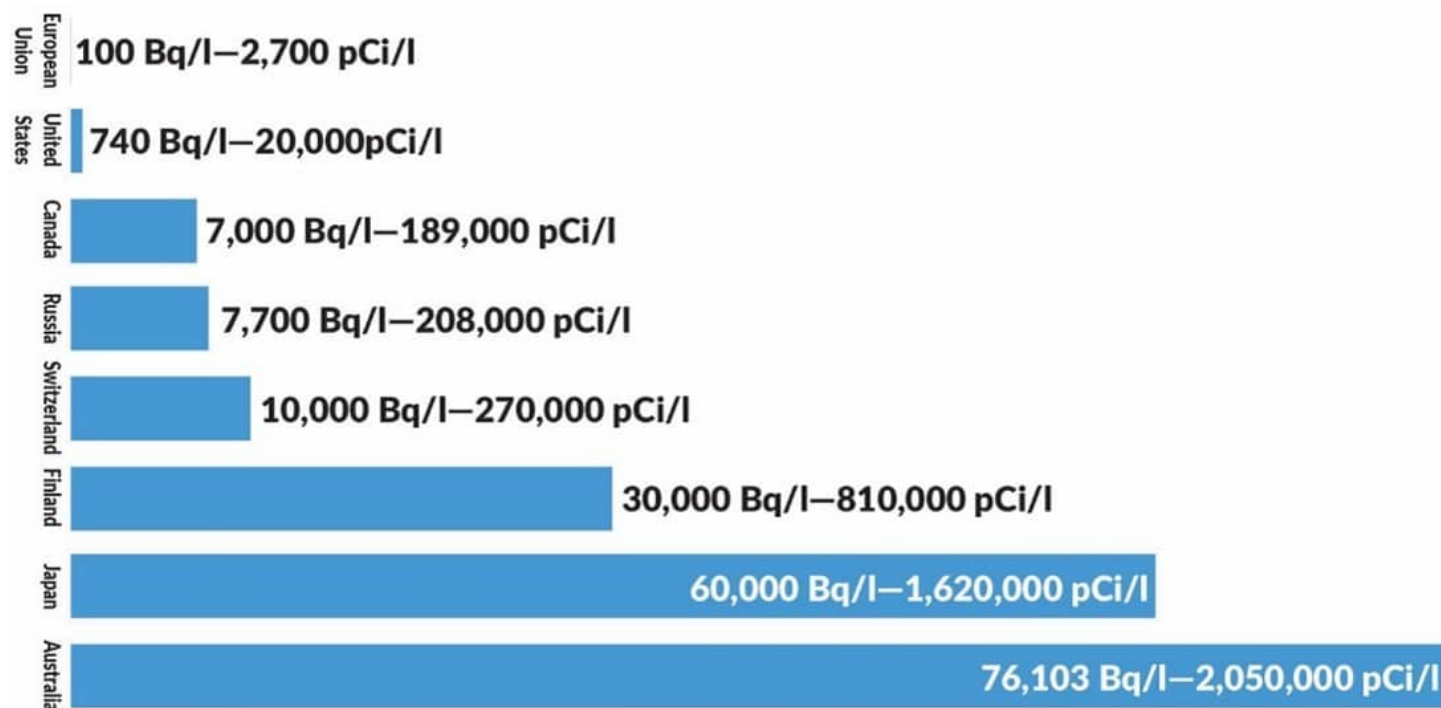 European
Union
100 Bq/l—2,700 pCi/l
United
States
740 Bq/l—20,000pCi/l
Canada
7,000 Bq/l—189,000 pCi/l
Russia
7,700 Bq/l—208,000 pCi/l
Switzerland
10,000 Bq/l—270,000 pCi/l
Finland
30,000 Bq/l—810,000 pCi/l
Japan
60,000 Bq/l—1,620,000 pCi/l
Australia
76,103 Bq/l—2,050,000 pCi/l